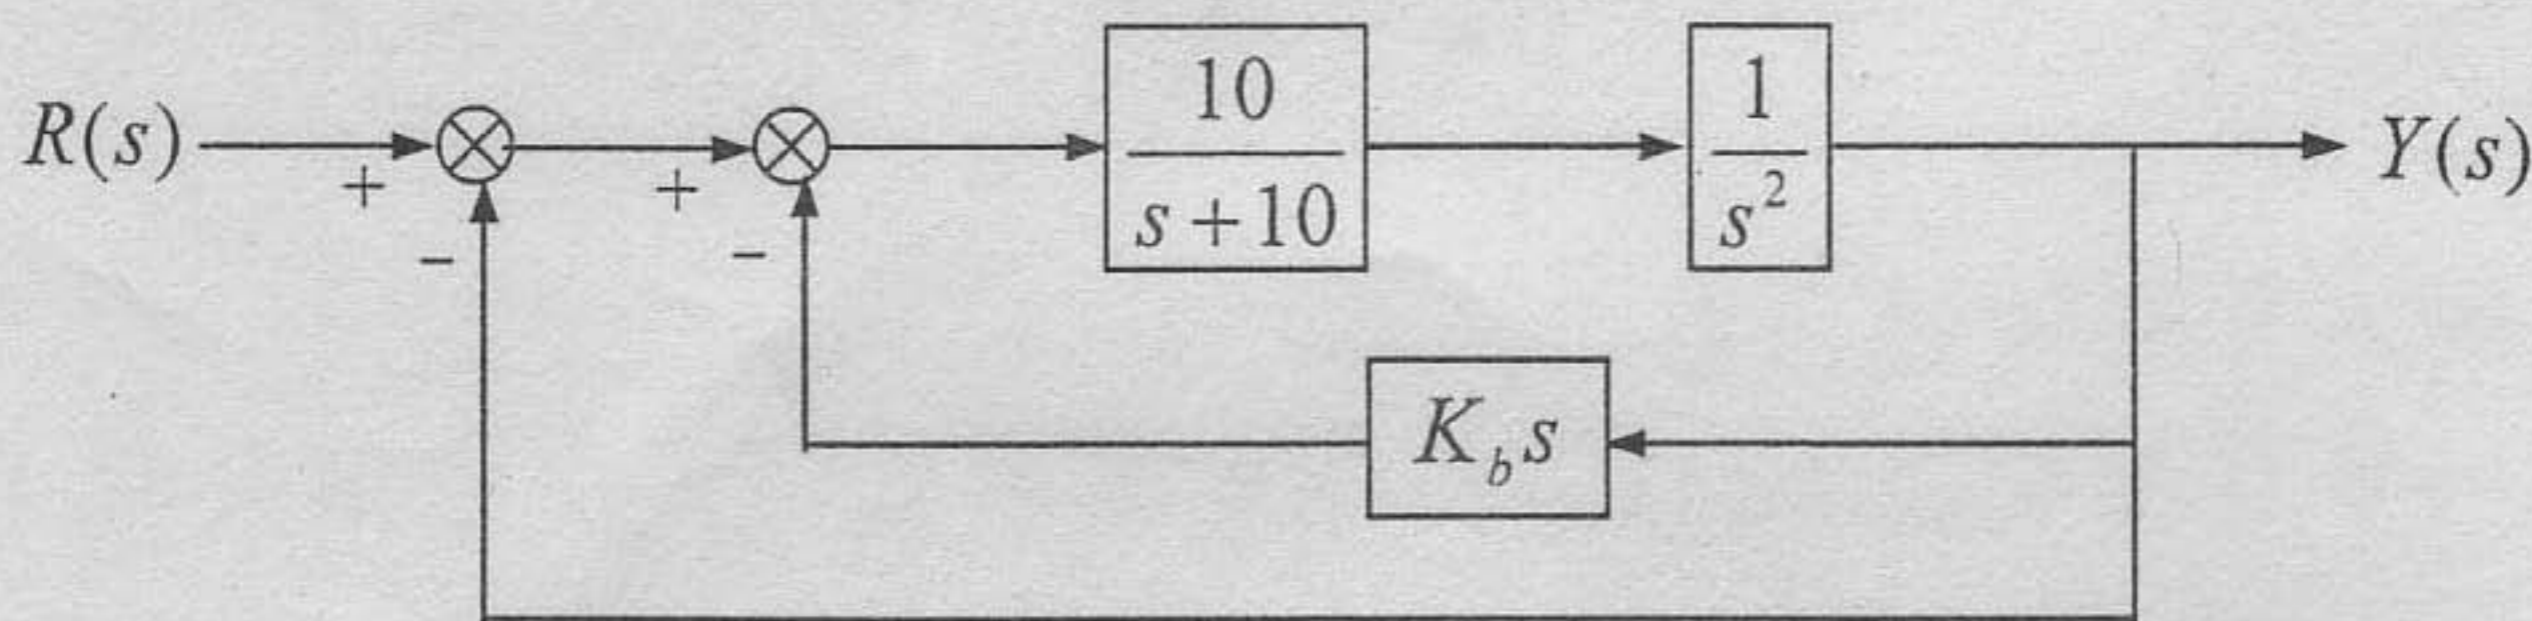 R(s)
+
-
+
-
10
s+10
1
s²
Y(s)
K_b s